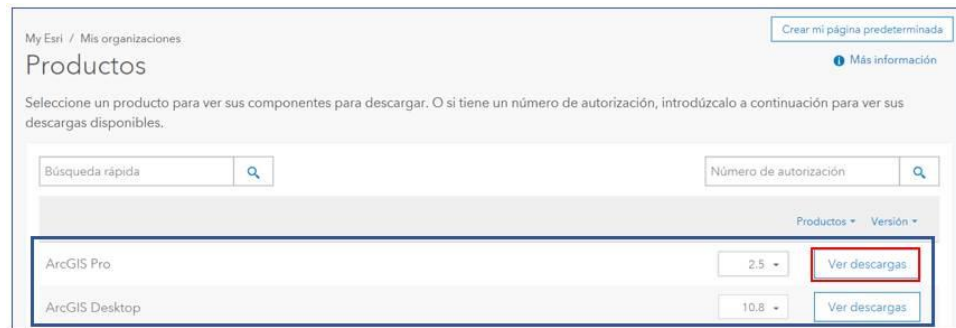 Crear mi página predeterminada
My Esri / Mis organizaciones
Productos
Más información
Seleccione un producto para ver sus componentes para descargar. O si tiene un número de autorización, introdúzcalo a continuación para ver sus
descargas disponibles.
Búsqueda rápida
Número de autorización
Productos Versión
ArcGIS Pro 2.5 Ver descargas
ArcGIS Desktop 10.8 Ver descargas